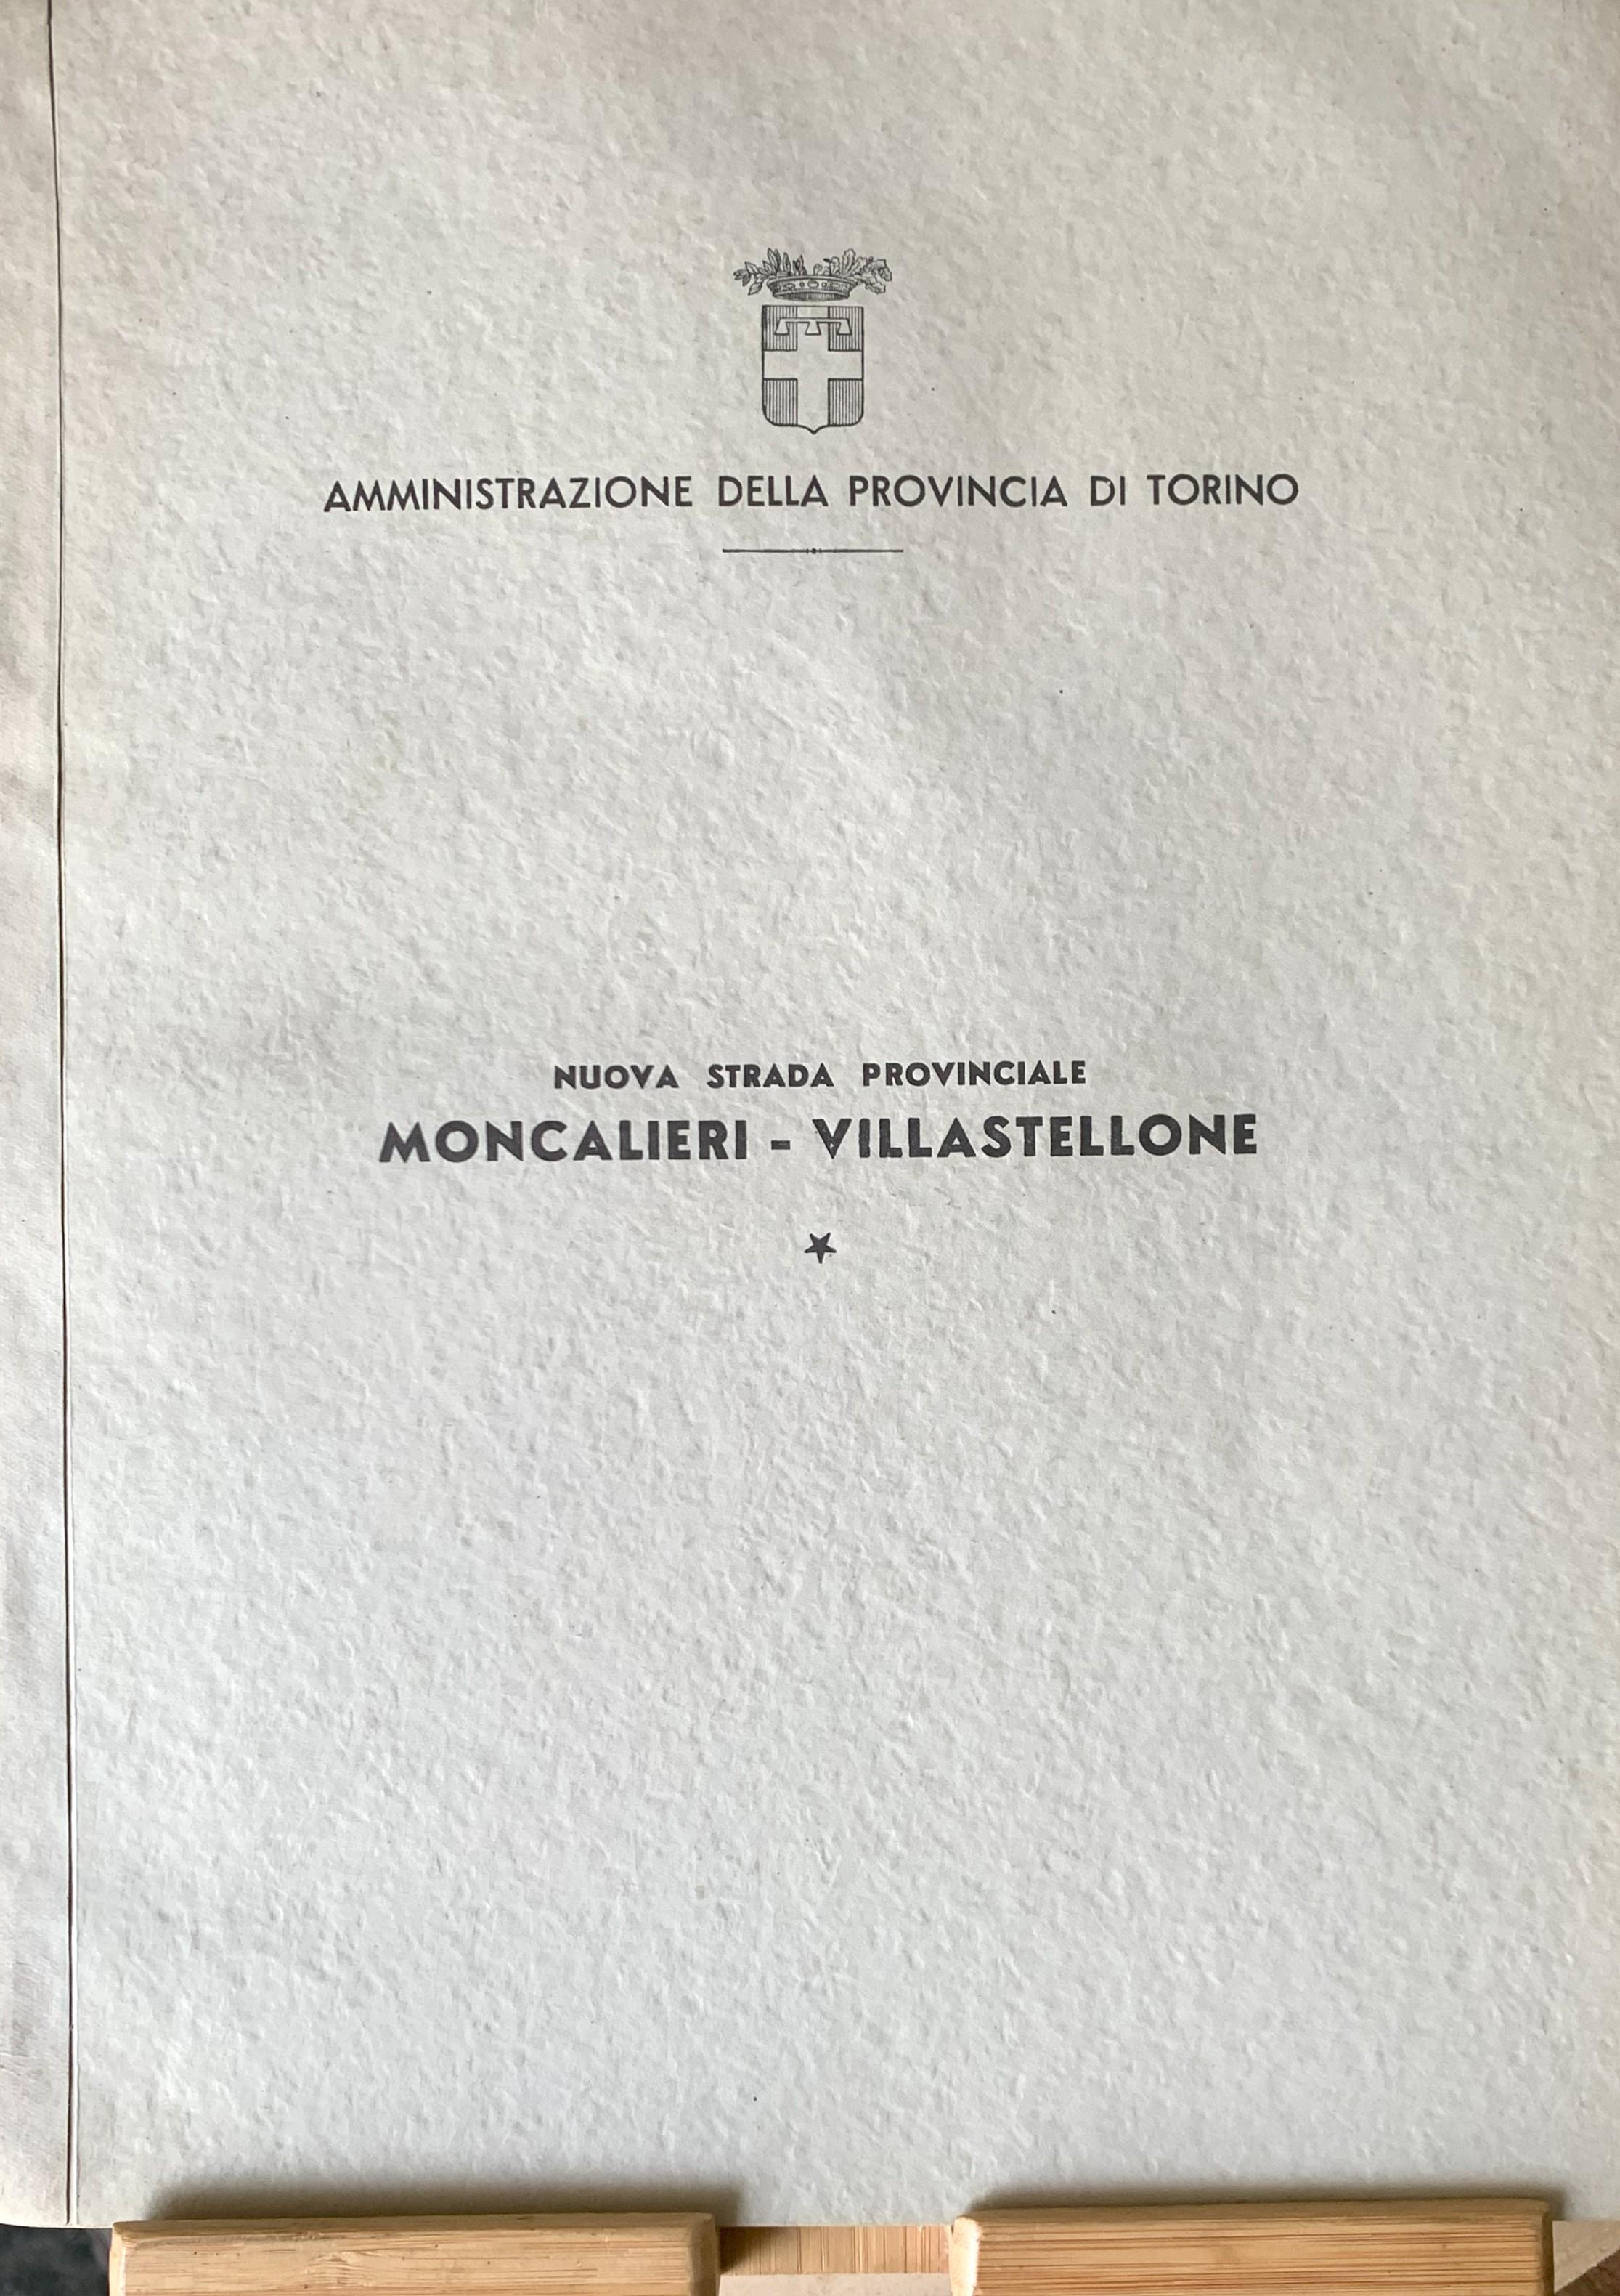 AMMINISTRAZIONE DELLA PROVINCIA DI TORINO
NUOVA STRADA PROVINCIALE
MONCALIERI - VILLASTELLONE